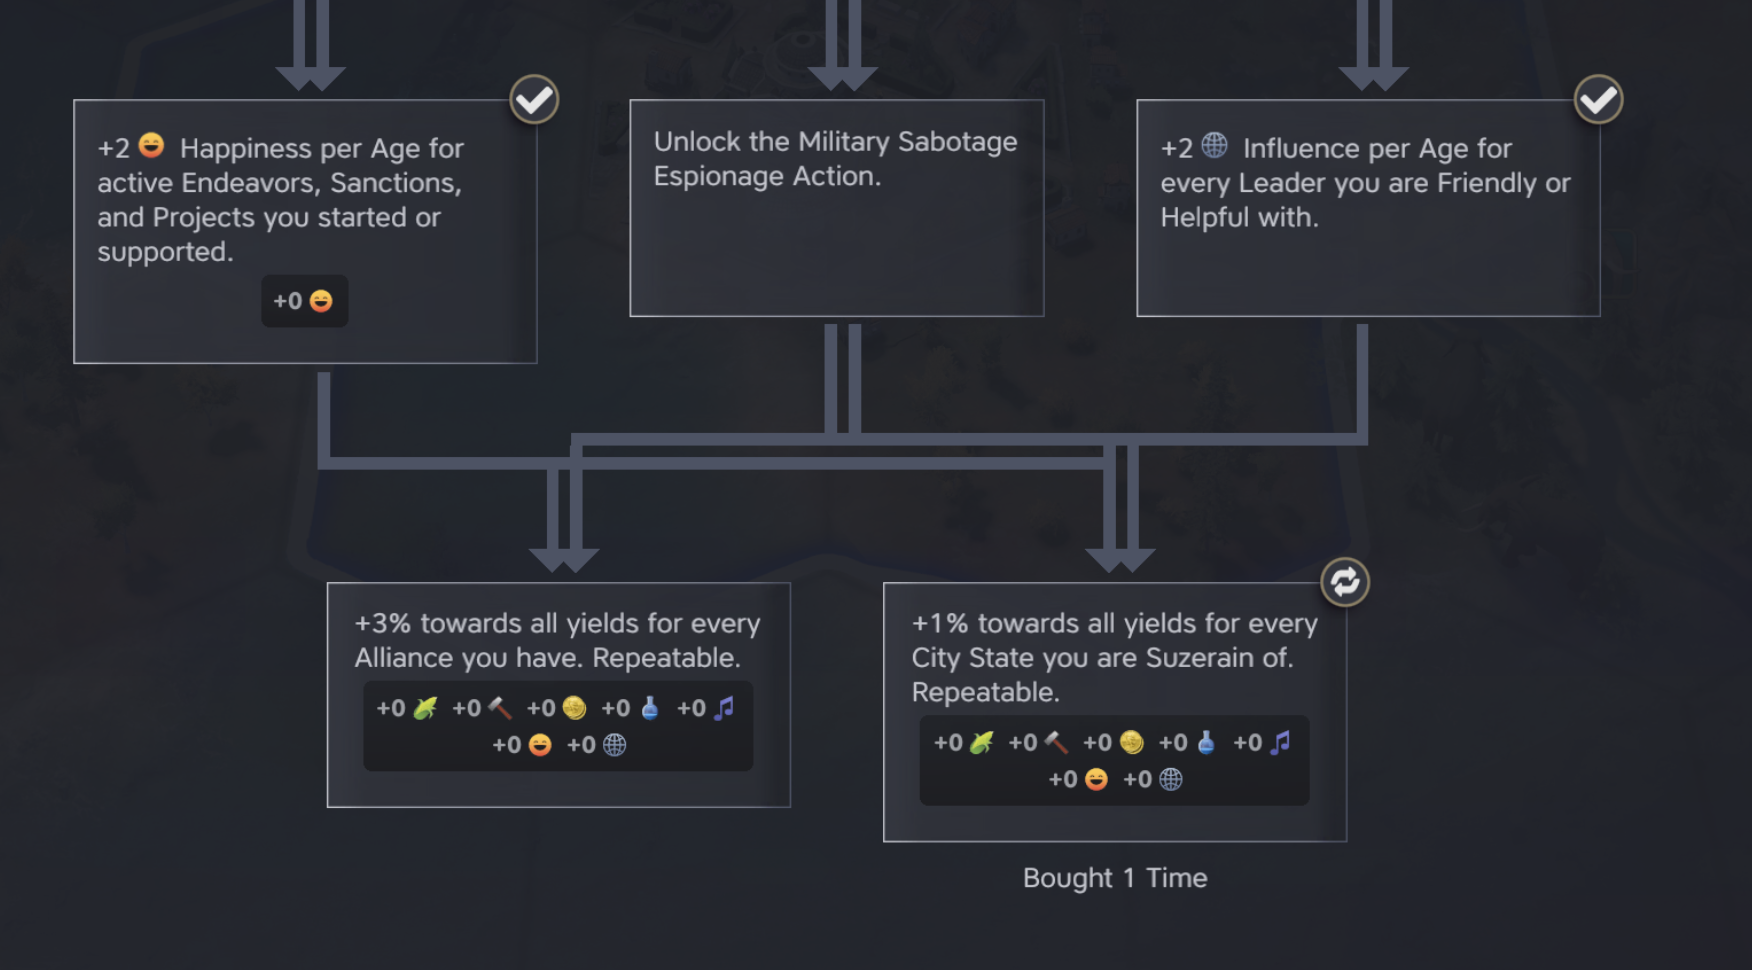 +2 Happiness per Age for
active Endeavors, Sanctions,
and Projects you started or
supported.
+0
Unlock the Military Sabotage
Espionage Action.
+2 Influence per Age for
every Leader you are Friendly or
Helpful with.
+3% towards all yields for every
Alliance you have. Repeatable.
+0 +0 +0 +0 +0
+0 +0
+1% towards all yields for every
City State you are Suzerain of.
Repeatable.
+0 +0 +0 +0 +0
+0 +0
Bought 1 Time